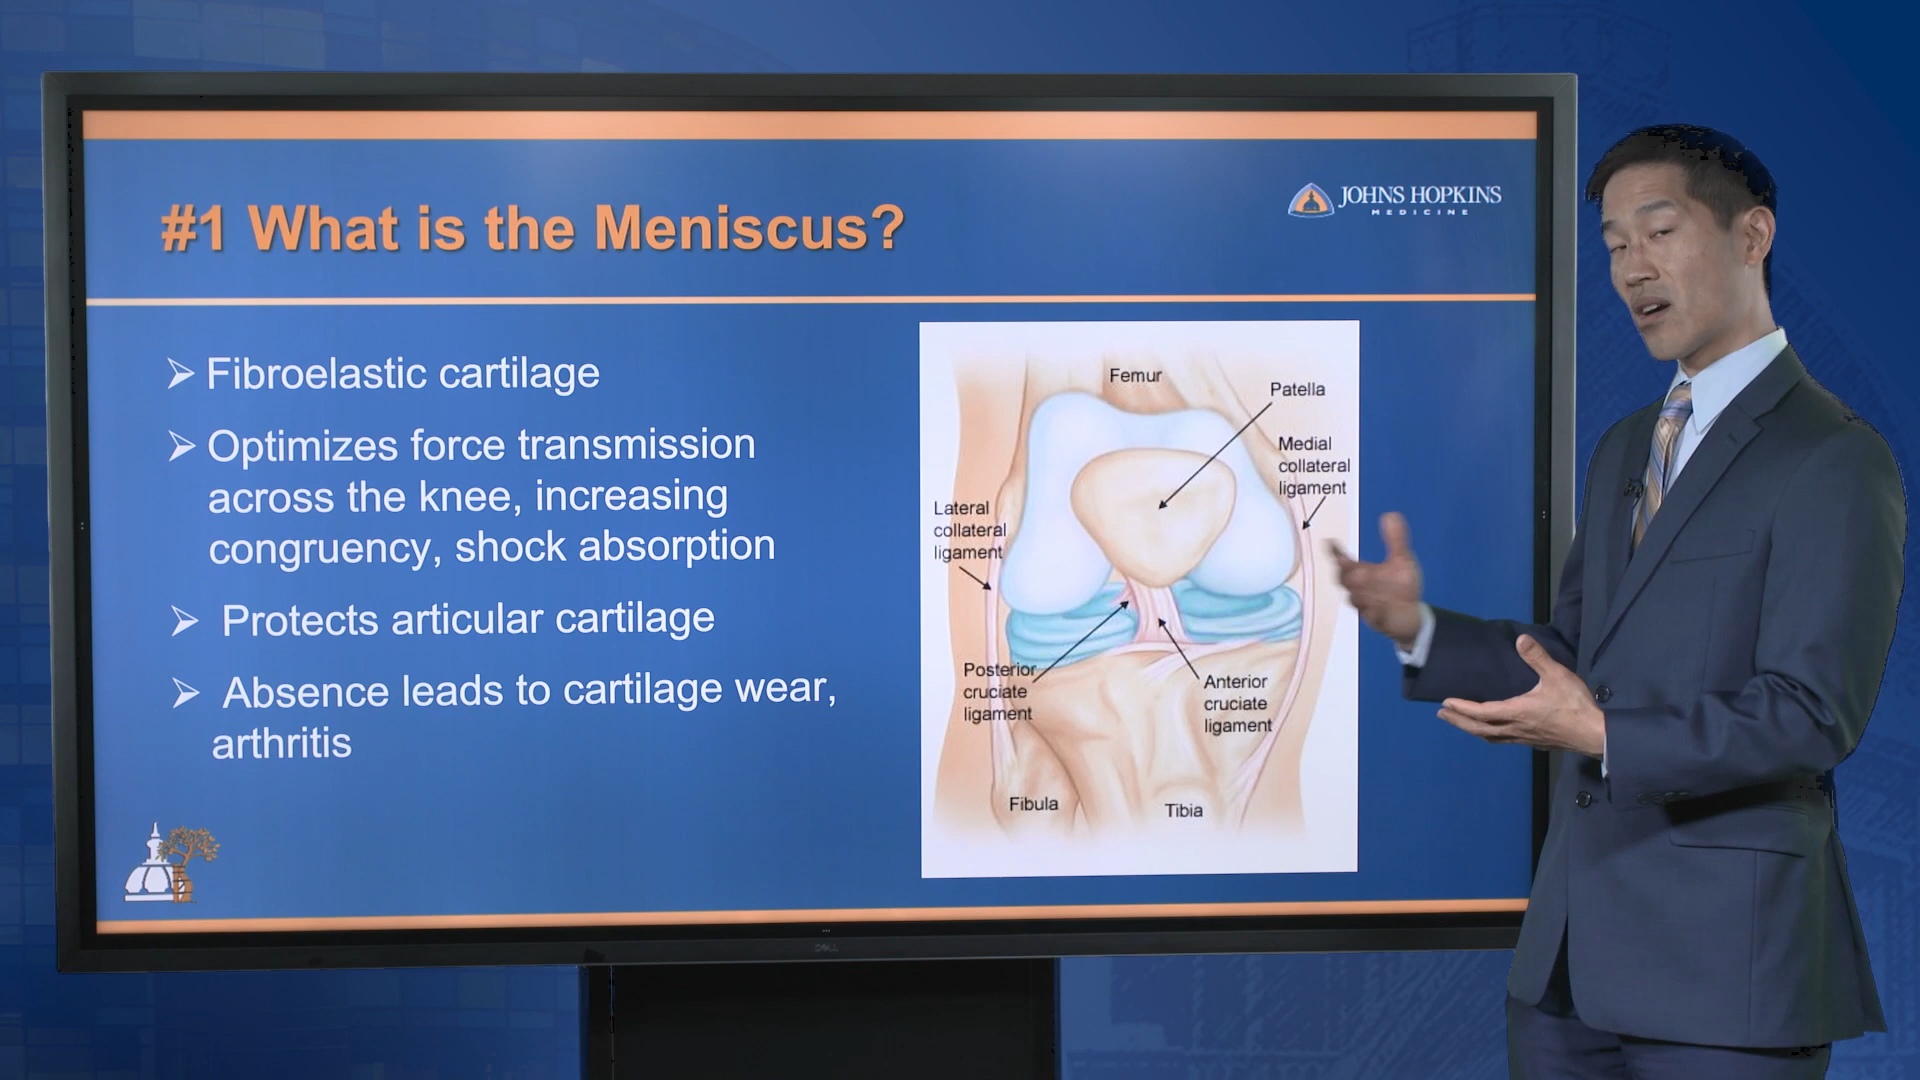 #1 What is the Meniscus?
JOHNS HOPKINS
MEDICINE
➢ Fibroelastic cartilage
➢ Optimizes force transmission
across the knee, increasing
congruency, shock absorption
➢ Protects articular cartilage
➢ Absence leads to cartilage wear,
arthritis
Femur
Patella
Medial
collateral
ligament
Lateral
collateral
ligament
Posterior
cruciate
ligament
Anterior
cruciate
ligament
Fibula
Tibia
DELL